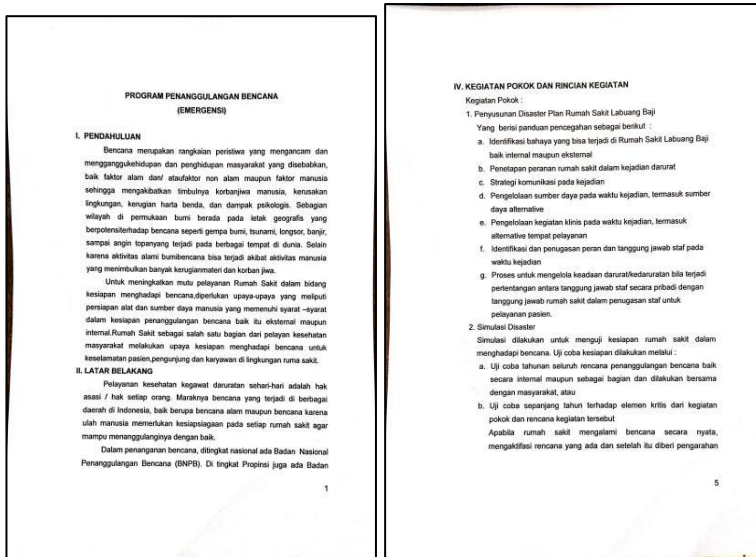 PROGRAM PENANGGULANGAN BENCANA
(EMERGENSI)
I. PENDAHULUAN
Bencana merupakan rangkaian peristiwa yang mengancam dan
mengganggukehidupan dan penghidupan masyarakat yang disebabkan,
baik faktor alam dan/ ataufaktor non alam maupun faktor manusia
sehingga mengakibatkan timbulnya korbanjiwa manusia, kerusakan
lingkungan, kerugian harta benda, dan dampak psikologis. Sebagian
wilayah di permukaan bumi berada pada letak geografis yang
berpotensiterhadap bencana seperti gempa bumi, tsunami, longsor, banjir,
sampai angin topanyang terjadi pada berbagai tempat di dunia. Selain
karena aktivitas alami bumibencana bisa terjadi akibat aktivitas manusia
yang menimbulkan banyak kerugianmateri dan korban jiwa.
Untuk meningkatkan mutu pelayanan Rumah Sakit dalam bidang
kesiapan menghadapi bencana,diperlukan upaya-upaya yang meliputi
persiapan alat dan sumber daya manusia yang memenuhi syarat –syarat
dalam kesiapan penanggulangan bencana baik itu eksternal maupun
internal.Rumah Sakit sebagai salah satu bagian dari pelayan kesehatan
masyarakat melakukan upaya kesiapan menghadapi bencana untuk
keselamatan pasien,pengunjung dan karyawan di lingkungan ruma sakit.
II. LATAR BELAKANG
Pelayanan kesehatan kegawat daruratan sehari-hari adalah hak
asasi / hak setiap orang. Maraknya bencana yang terjadi di berbagai
daerah di Indonesia, baik berupa bencana alam maupun bencana karena
ulah manusia memerlukan kesiapsiagaan pada setiap rumah sakit agar
mampu menanggulanginya dengan baik.
Dalam penanganan bencana, ditingkat nasional ada Badan Nasional
Penanggulangan Bencana (BNPB). Di tingkat Propinsi juga ada Badan
1
IV. KEGIATAN POKOK DAN RINCIAN KEGIATAN
Kegiatan Pokok :
1. Penyusunan Disaster Plan Rumah Sakit Labuang Baji
Yang berisi panduan pencegahan sebagai berikut :
a. Identifikasi bahaya yang bisa terjadi di Rumah Sakit Labuang Baji
baik internal maupun eksternal
b. Penetapan peranan rumah sakit dalam kejadian darurat
c. Strategi komunikasi pada kejadian
d. Pengelolaan sumber daya pada waktu kejadian, termasuk sumber
daya alternative
e. Pengelolaan kegiatan klinis pada waktu kejadian, termasuk
alternative tempat pelayanan
f. Identifikasi dan penugasan peran dan tanggung jawab staf pada
waktu kejadian
g. Proses untuk mengelola keadaan darurat/kedaruratan bila terjadi
pertentangan antara tanggung jawab staf secara pribadi dengan
tanggung jawab rumah sakit dalam penugasan staf untuk
pelayanan pasien.
2. Simulasi Disaster
Simulasi dilakukan untuk menguji kesiapan rumah sakit dalam
menghadapi bencana. Uji coba kesiapan dilakukan melalui :
a. Uji coba tahunan seluruh rencana penanggulangan bencana baik
secara internal maupun sebagai bagian dan dilakukan bersama
dengan masyarakat, atau
b. Uji coba sepanjang tahun terhadap elemen kritis dari kegiatan
pokok dan rencana kegiatan tersebut
Apabila rumah sakit mengalami bencana secara nyata,
mengaktifasi rencana yang ada dan setelah itu diberi pengarahan
5